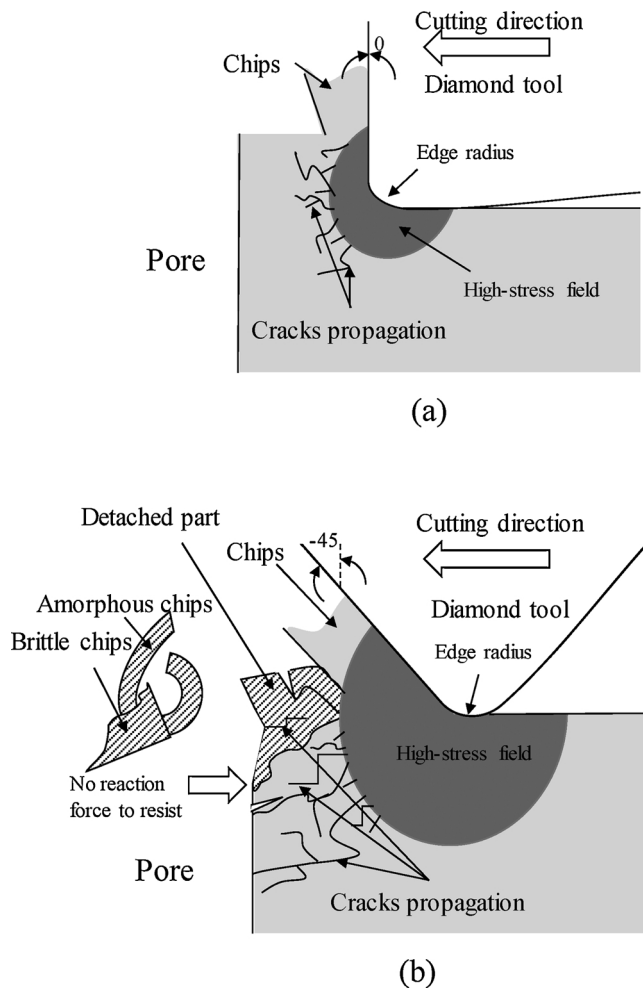 0
Cutting direction
Chips
Diamond tool
Edge radius
Pore
High-stress field
Cracks propagation
(a)
Detached part
-45
Cutting direction
Chips
Amorphous chips
Diamond tool
Brittle chips
Edge radius
High-stress field
No reaction
force to resist
Pore
Cracks propagation
(b)